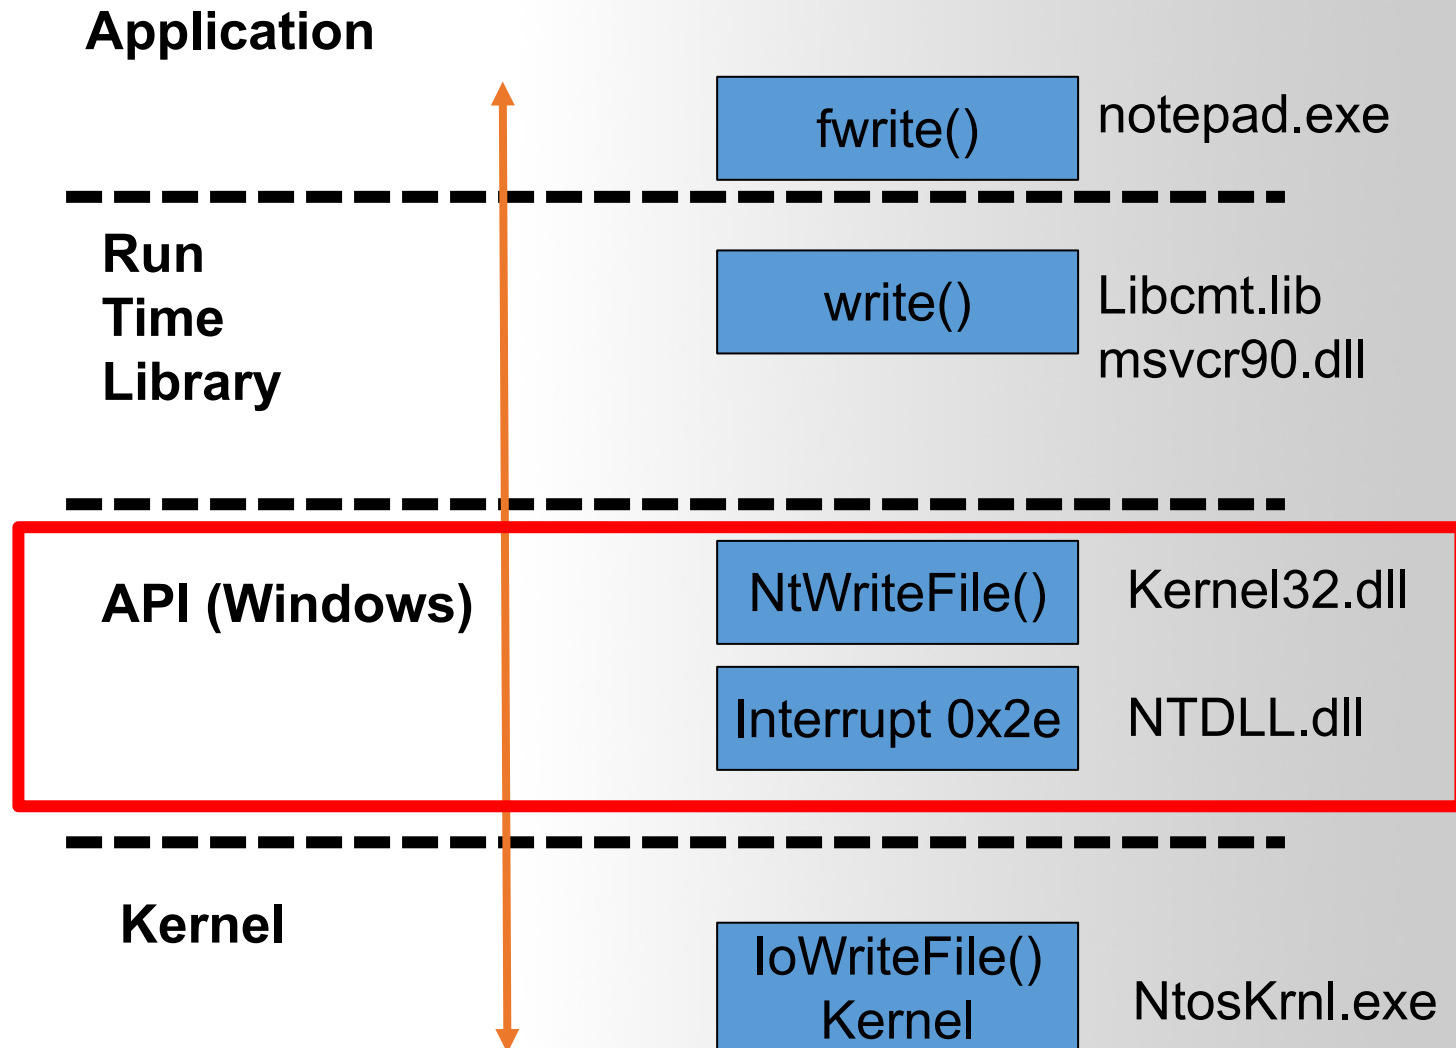 Application
fwrite()
notepad.exe
Run
Time
Library
write()
Libcmt.lib
msvcr90.dll
API (Windows)
NtWriteFile()
Kernel32.dll
Interrupt 0x2e
NTDLL.dll
Kernel
IoWriteFile()
Kernel
NtosKrnl.exe